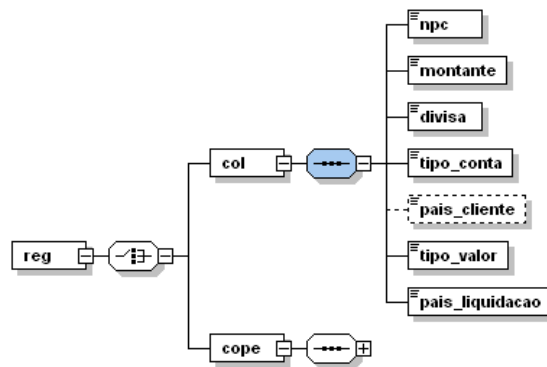 npc
montante
divisa
col
tipo_conta
pais_cliente
reg
tipo_valor
pais_liquidacao
cope